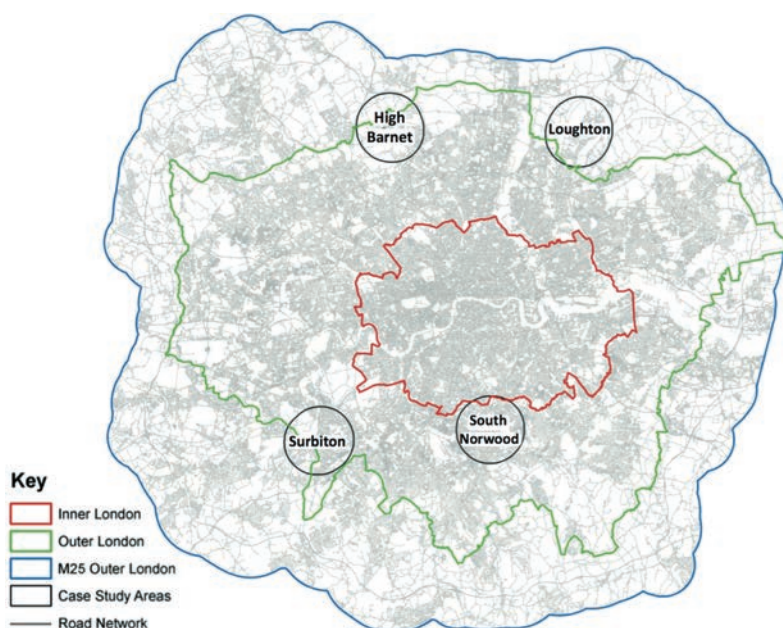 High
Barnet
Loughton
Surbiton
South
Norwood
Key
Inner London
Outer London
M25 Outer London
Case Study Areas
Road Network